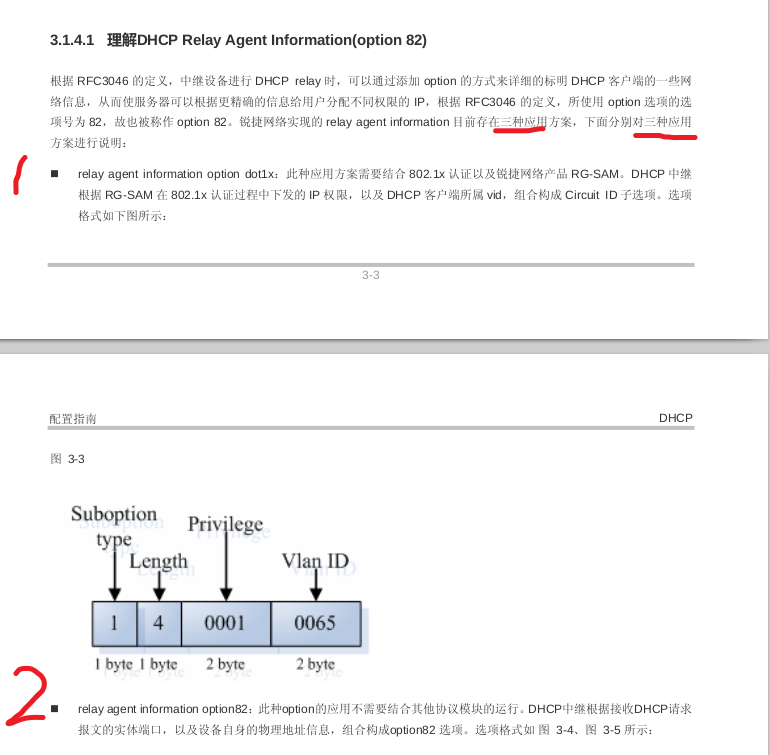 3.1.4.1 理解DHCP Relay Agent Information(option 82)
根据 RFC3046 的定义，中继设备进行 DHCP relay 时，可以通过添加 option 的方式来详细的标明 DHCP 客户端的一些网
络信息，从而使服务器可以根据更精确的信息给用户分配不同权限的 IP，根据 RFC3046 的定义，所使用 option 选项的选
项号为 82，故也被称作 option 82。锐捷网络实现的 relay agent information 目前存在三种应用方案，下面分别对三种应用
方案进行说明：
1
■ relay agent information option dot1x：此种应用方案需要结合 802.1x 认证以及锐捷网络产品 RG-SAM。DHCP 中继
根据 RG-SAM 在 802.1x 认证过程中下发的 IP 权限，以及 DHCP 客户端所属 vid，组合构成 Circuit ID 子选项。选项
格式如下图所示：
3-3
配置指南 DHCP
图 3-3
Suboption type Length Privilege Vlan ID
1 4 0001 0065
1 byte 1 byte 2 byte 2 byte
2
■ relay agent information option82：此种option的应用不需要结合其他协议模块的运行。DHCP中继根据接收DHCP请求
报文的实体端口，以及设备自身的物理地址信息，组合构成option82 选项。选项格式如 图 3-4、图 3-5 所示：